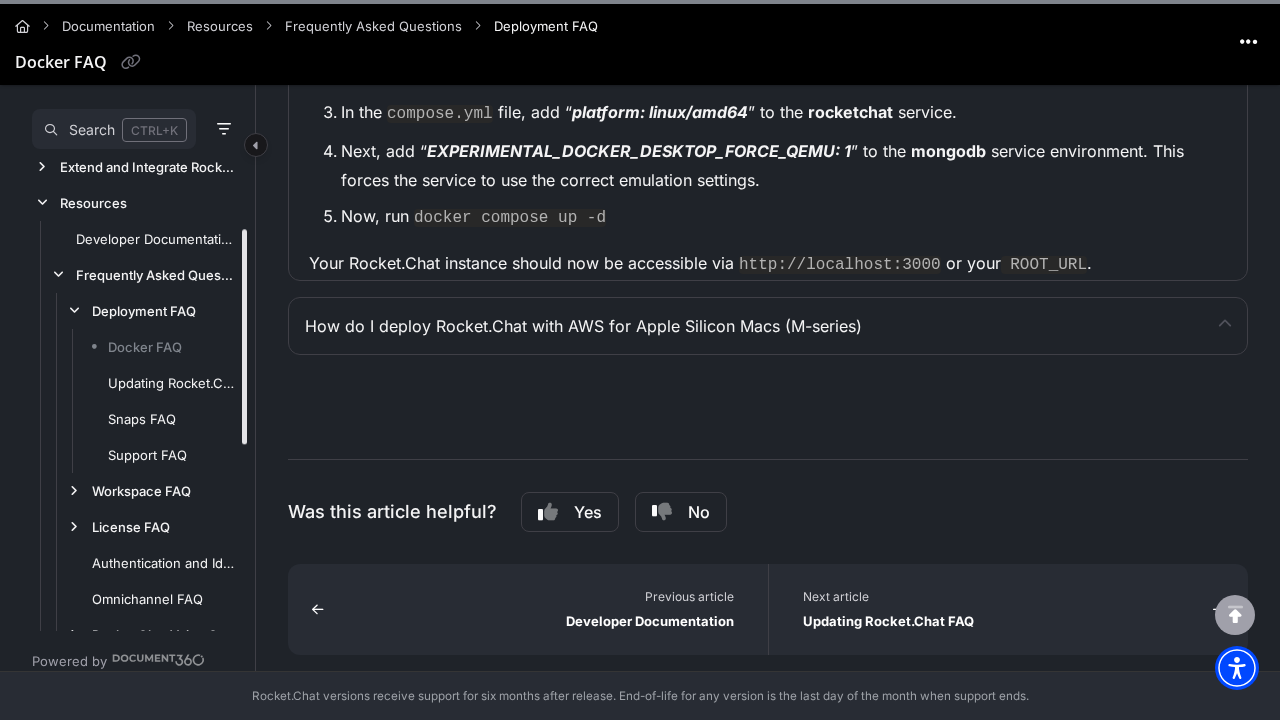 Documentation > Resources > Frequently Asked Questions > Deployment FAQ
Docker FAQ
Search CTRL+K
Extend and Integrate Rock...
Resources
Developer Documentati...
Frequently Asked Ques...
Deployment FAQ
Docker FAQ
Updating Rocket.C...
Snaps FAQ
Support FAQ
Workspace FAQ
License FAQ
Authentication and Id...
Omnichannel FAQ
Powered by DOCUMENT360
3. In the compose.yml file, add “platform: linux/amd64” to the rocketchat service.
4. Next, add “EXPERIMENTAL_DOCKER_DESKTOP_FORCE_QEMU: 1” to the mongodb service environment. This
forces the service to use the correct emulation settings.
5. Now, run docker compose up -d
Your Rocket.Chat instance should now be accessible via http://localhost:3000 or your ROOT_URL.
How do I deploy Rocket.Chat with AWS for Apple Silicon Macs (M-series)
Was this article helpful? Yes No
Previous article
Developer Documentation
Next article
Updating Rocket.Chat FAQ
Rocket.Chat versions receive support for six months after release. End-of-life for any version is the last day of the month when support ends.